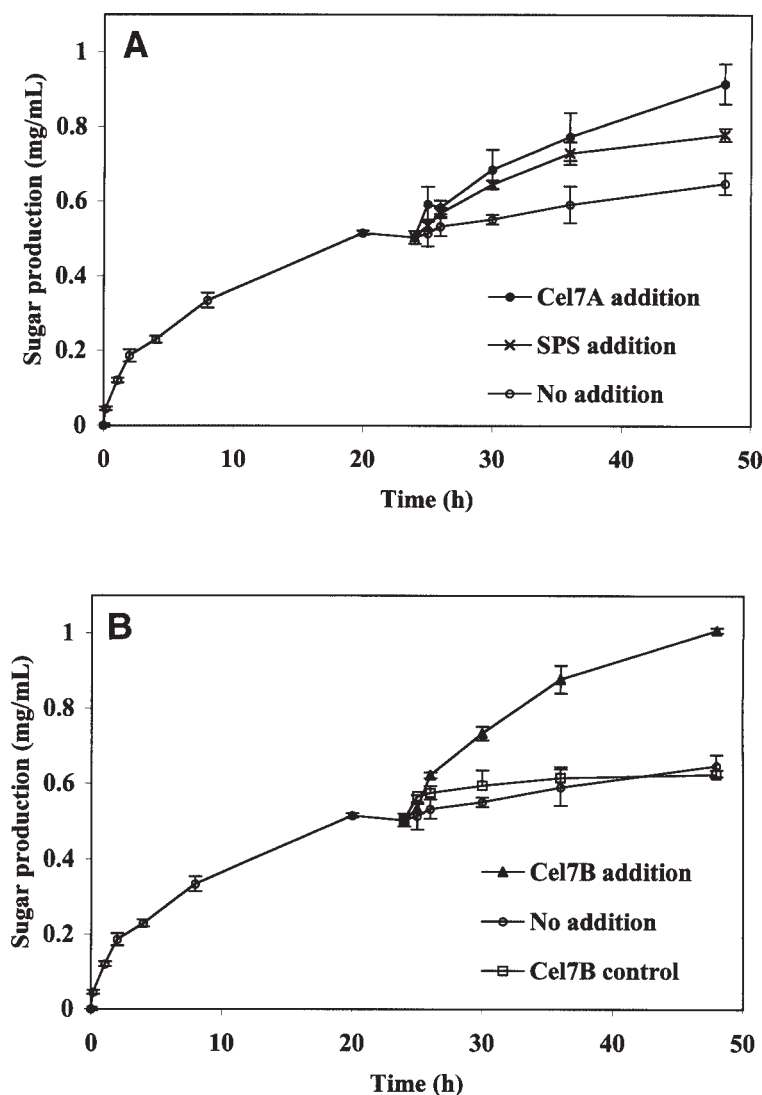 A
Sugar production (mg/mL)
1
0.8
0.6
0.4
0.2
0
Cel7A addition
SPS addition
No addition
0 10 20 30 40 50
Time (h)
B
Sugar production (mg/mL)
1
0.8
0.6
0.4
0.2
0
Cel7B addition
No addition
Cel7B control
0 10 20 30 40 50
Time (h)